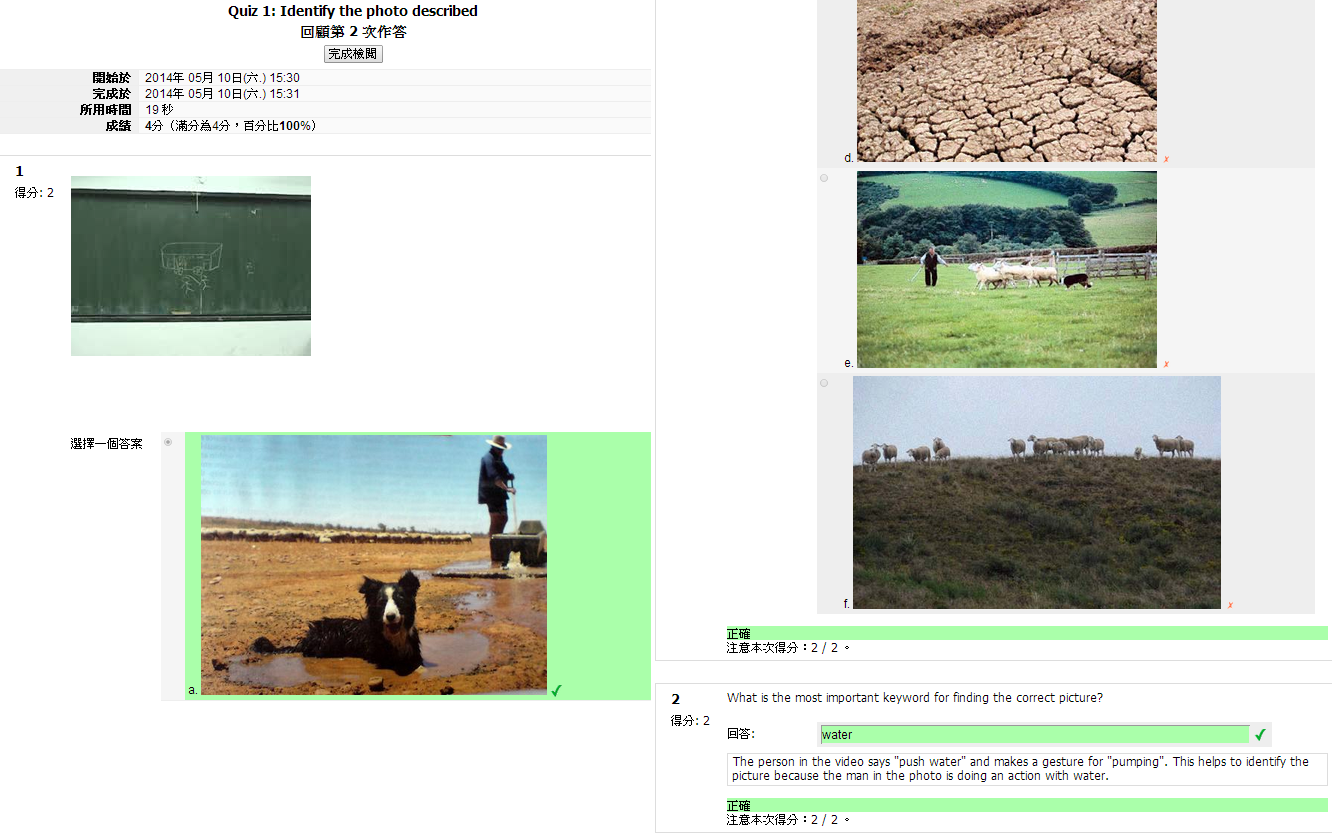 Quiz 1: Identify the photo described
回顧第 2 次作答
完成檢閱
開始於 2014年 05月 10日(六.) 15:30
完成於 2014年 05月 10日(六.) 15:31
所用時間 19 秒
成績 4分 (滿分為4分，百分比100%)
1
得分: 2
選擇一個答案
a.
d. x
e. x
f. x
正確
注意本次得分：2 / 2 。
2
得分: 2
What is the most important keyword for finding the correct picture?
回答: water
The person in the video says "push water" and makes a gesture for "pumping". This helps to identify the
picture because the man in the photo is doing an action with water.
正確
注意本次得分：2 / 2 。